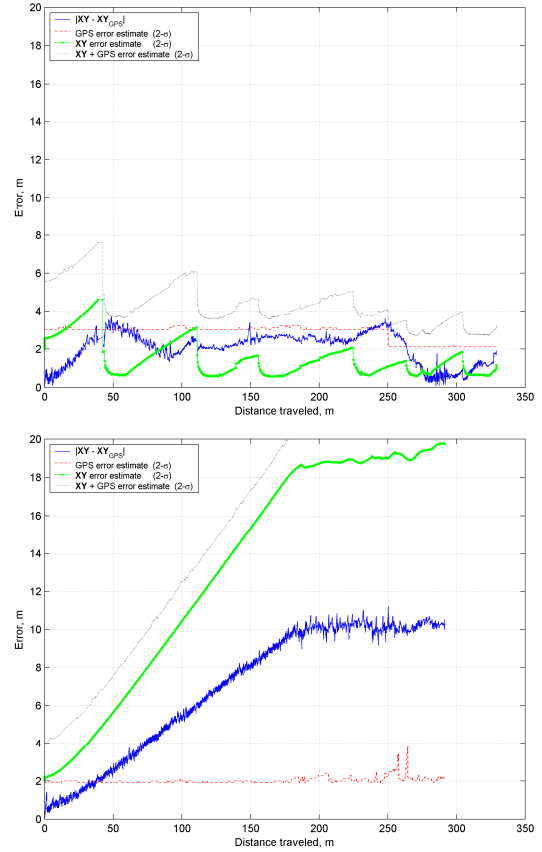 20
18
16
14
12
10
8
6
4
2
0
Error, m
|XY - XY_GPS|
GPS error estimate (2-σ)
XY error estimate (2-σ)
XY + GPS error estimate (2-σ)
0 50 100 150 200 250 300 350
Distance traveled, m
20
18
16
14
12
10
8
6
4
2
0
Error, m
|XY - XY_GPS|
GPS error estimate (2-σ)
XY error estimate (2-σ)
XY + GPS error estimate (2-σ)
0 50 100 150 200 250 300 350
Distance traveled, m